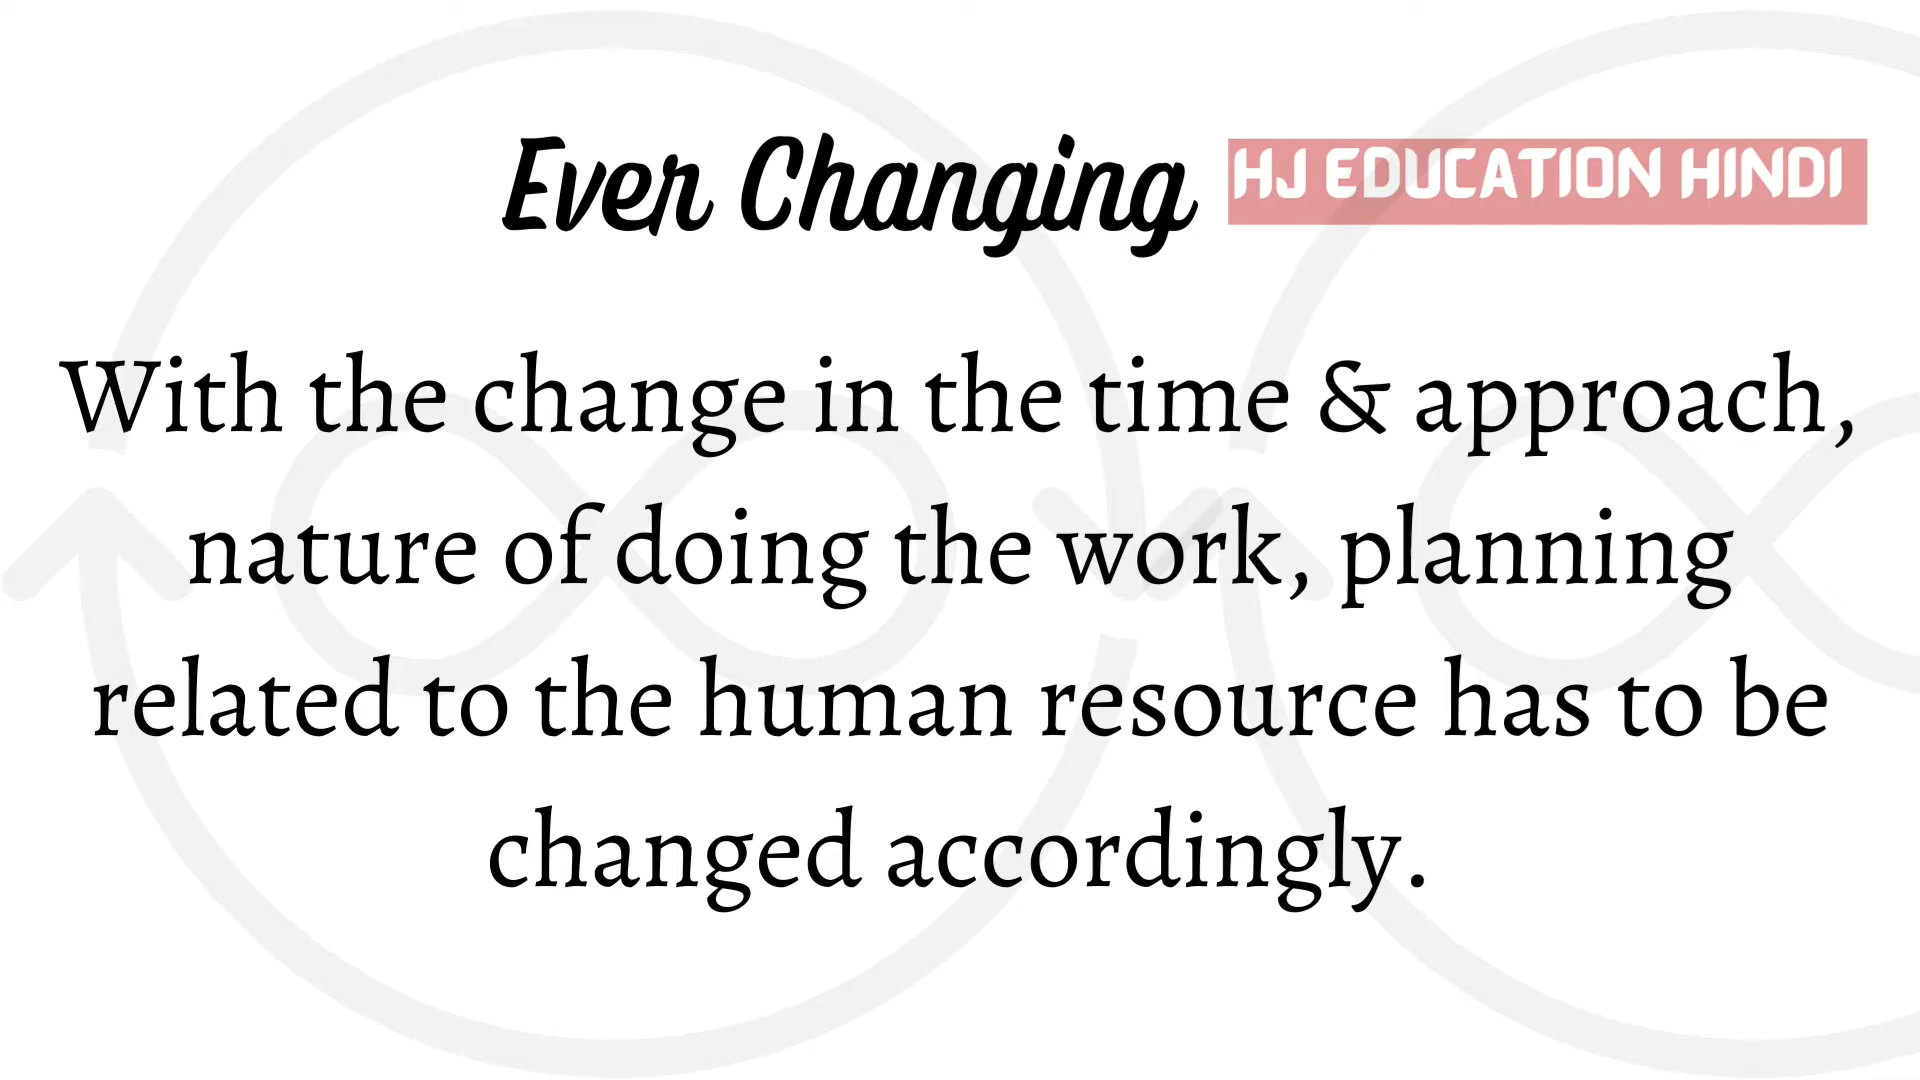 Ever Changing
HJ EDUCATION HINDI
With the change in the time & approach,
nature of doing the work, planning
related to the human resource has to be
changed accordingly.